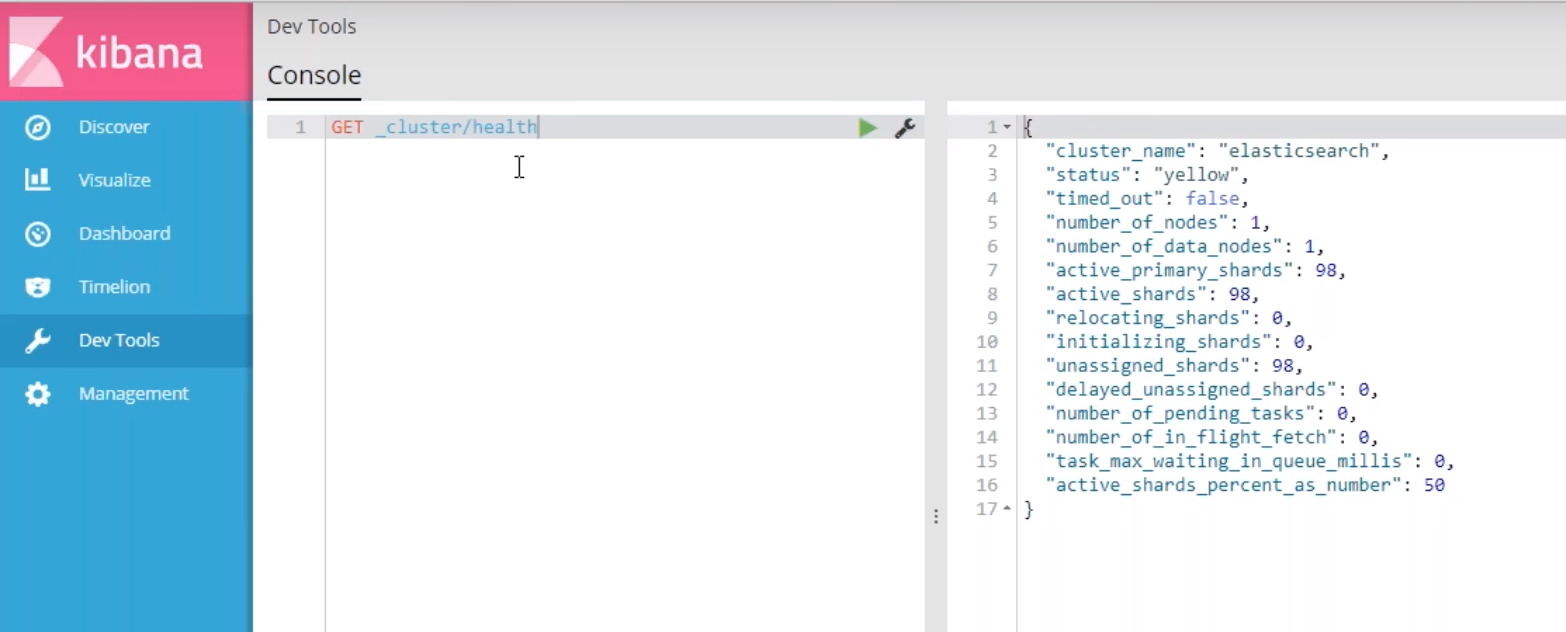 kibana
Discover
Visualize
Dashboard
Timelion
Dev Tools
Management
Dev Tools
Console
1 GET _cluster/health
1 {
2 "cluster_name": "elasticsearch",
3 "status": "yellow",
4 "timed_out": false,
5 "number_of_nodes": 1,
6 "number_of_data_nodes": 1,
7 "active_primary_shards": 98,
8 "active_shards": 98,
9 "relocating_shards": 0,
10 "initializing_shards": 0,
11 "unassigned_shards": 98,
12 "delayed_unassigned_shards": 0,
13 "number_of_pending_tasks": 0,
14 "number_of_in_flight_fetch": 0,
15 "task_max_waiting_in_queue_millis": 0,
16 "active_shards_percent_as_number": 50
17 }